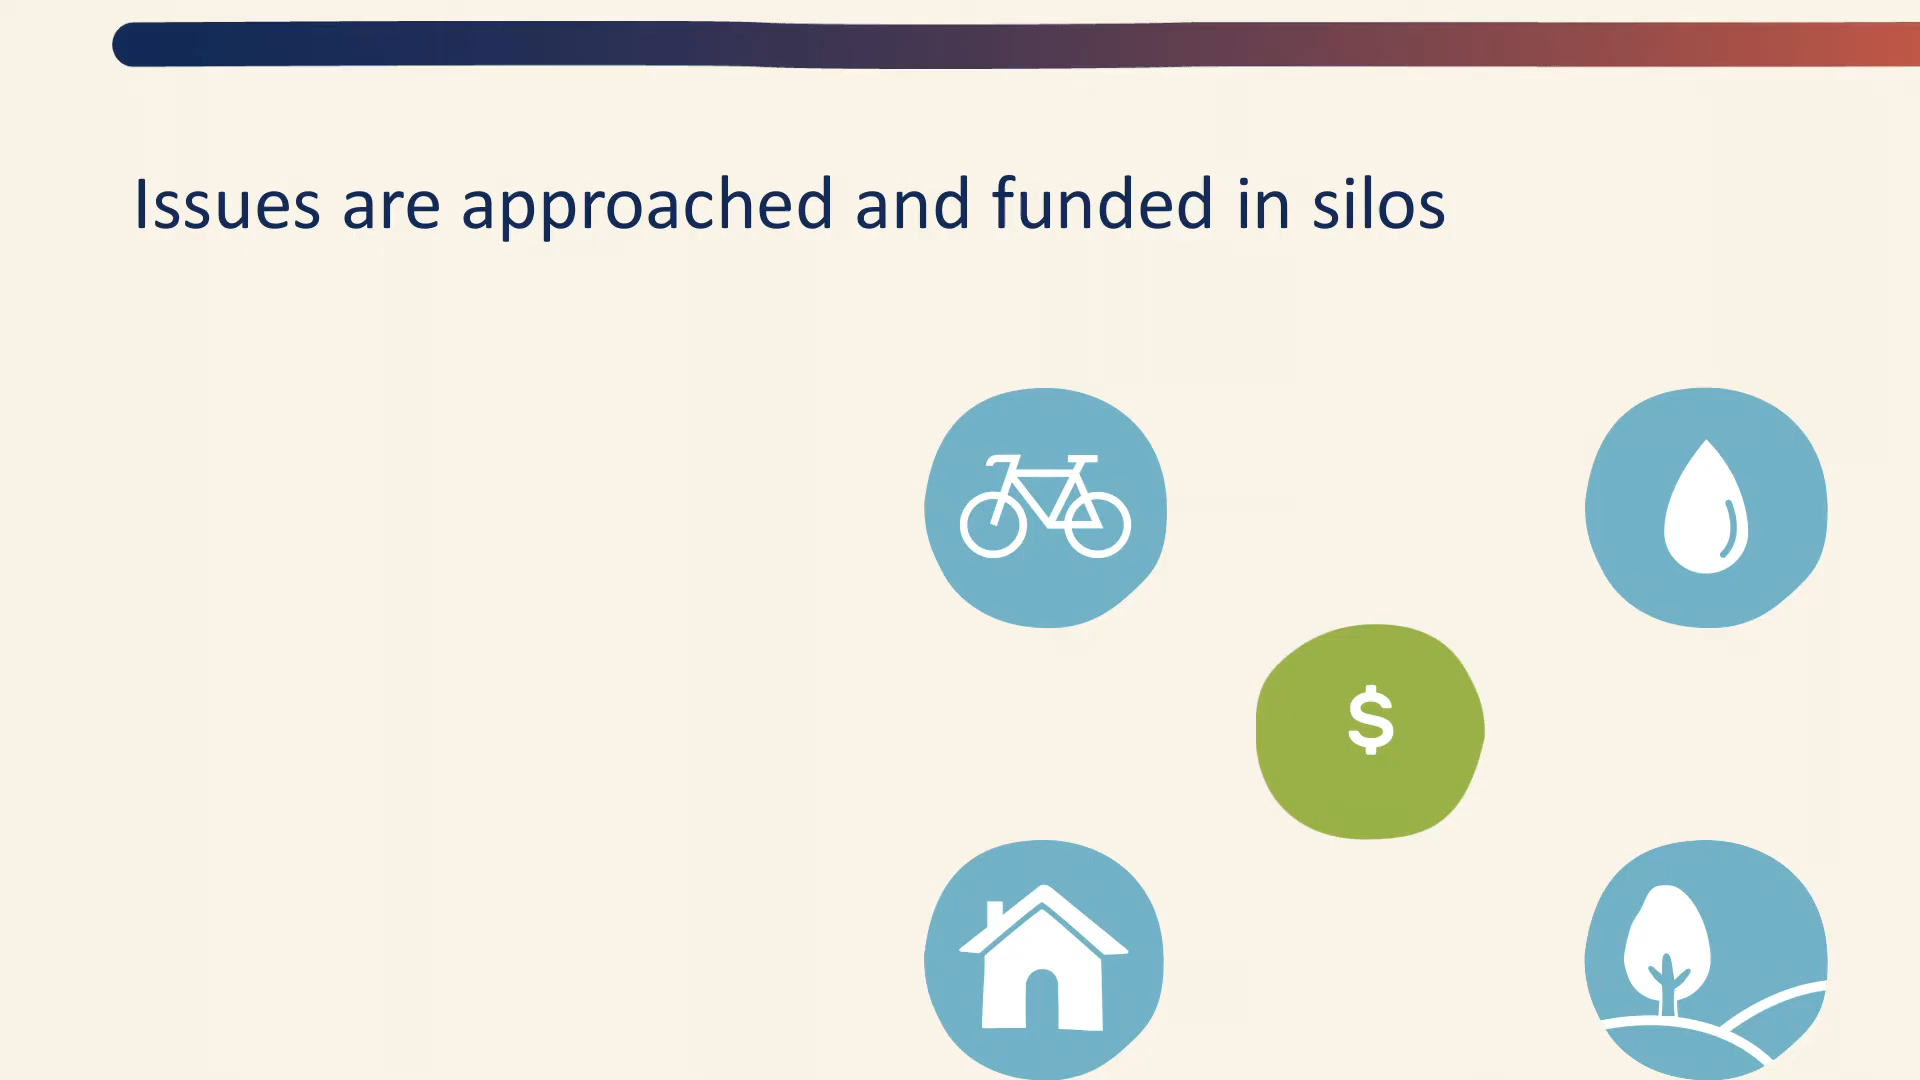 Issues are approached and funded in silos
$